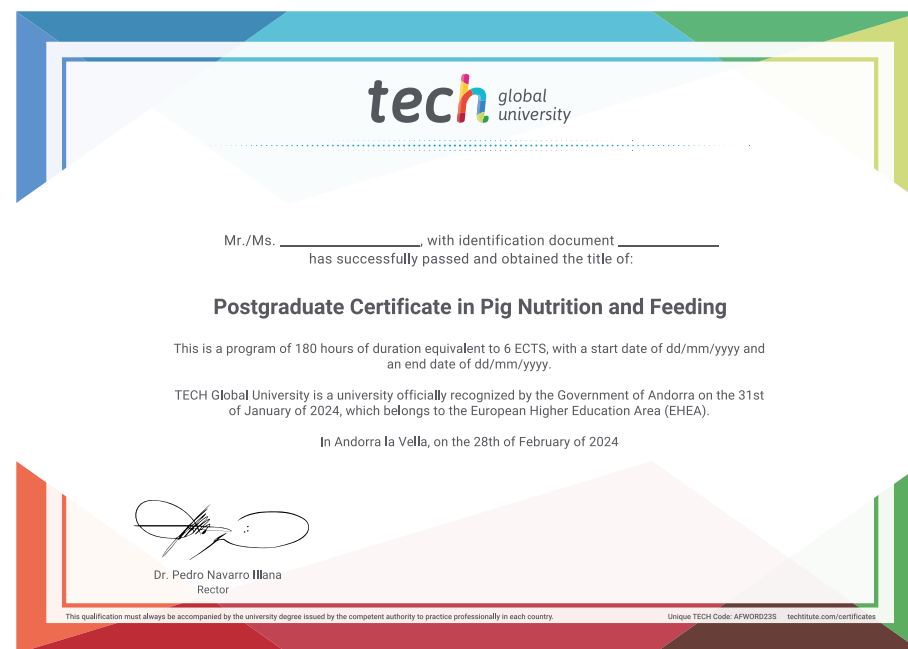 tech global university
Mr./Ms. ____________________, with identification document ______________
has successfully passed and obtained the title of:
Postgraduate Certificate in Pig Nutrition and Feeding
This is a program of 180 hours of duration equivalent to 6 ECTS, with a start date of dd/mm/yyyy and
an end date of dd/mm/yyyy.
TECH Global University is a university officially recognized by the Government of Andorra on the 31st
of January of 2024, which belongs to the European Higher Education Area (EHEA).
In Andorra la Vella, on the 28th of February of 2024
Dr. Pedro Navarro Illana
Rector
This qualification must always be accompanied by the university degree issued by the competent authority to practice professionally in each country.
Unique TECH Code: AFWORD23S techtitute.com/certificates